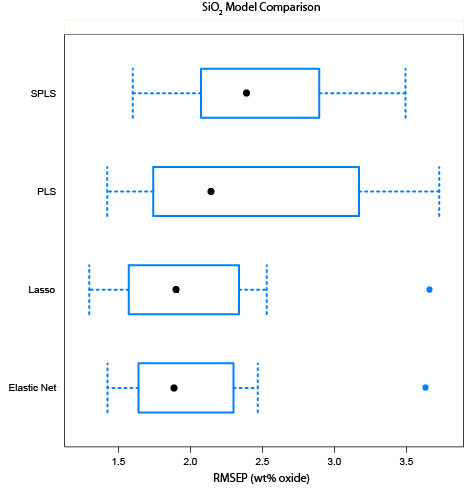 SiO₂ Model Comparison
SPLS
PLS
Lasso
Elastic Net
1.5 2.0 2.5 3.0 3.5
RMSEP (wt% oxide)